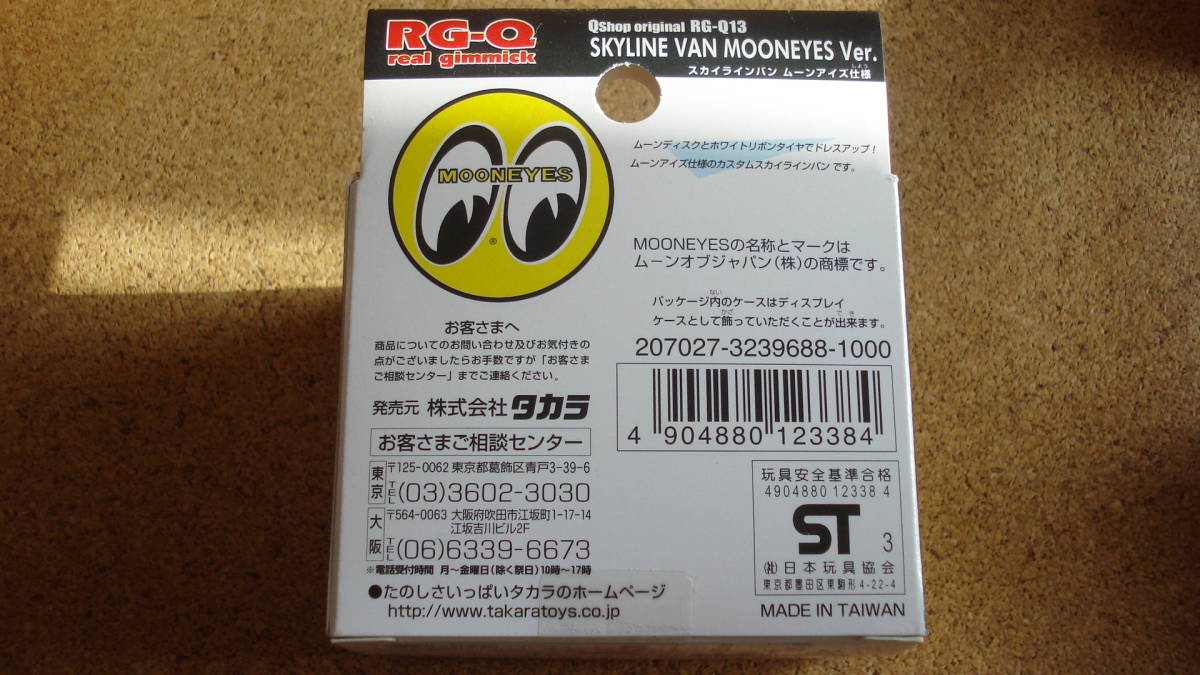 RG-Q
real gimmick
QShop original RG-Q13
SKYLINE VAN MOONEYES Ver.
スカイラインバン ムーンアイズ仕様
しよう
MOONEYES
®
ムーンディスクとホワイトリボンタイヤでドレスアップ!
ムーンアイズ仕様のカスタムスカイラインバンです。
MOONEYESの名称とマークは
ムーンオブジャパン(株)の商標です。
ない
パッケージ内のケースはディスプレイ
かざ
でき
ケースとして飾っていただくことが出来ます。
207027-3239688-1000
4 904880 123384
お客さまへ
商品についてのお問い合わせ及びお気付きの
点がございましたらお手数ですが「お客さま
ご相談センター」までご連絡ください。
発売元 株式会社タカラ
お客さまご相談センター
東京
〒125-0062 東京都葛飾区青戸3-39-6
TEL (03)3602-3030
大阪
〒564-0063 大阪府吹田市江坂町1-17-14
江坂吉川ビル2F
TEL (06)6339-6673
※電話受付時間 月〜金曜日(除く祭日)10時〜17時
●たのしさいっぱいタカラのホームページ
http://www.takaratoys.co.jp
玩具安全基準合格
4904880 12338 4
ST 3
(社)日本玩具協会
東京都墨田区東駒形4-22-4
MADE IN TAIWAN